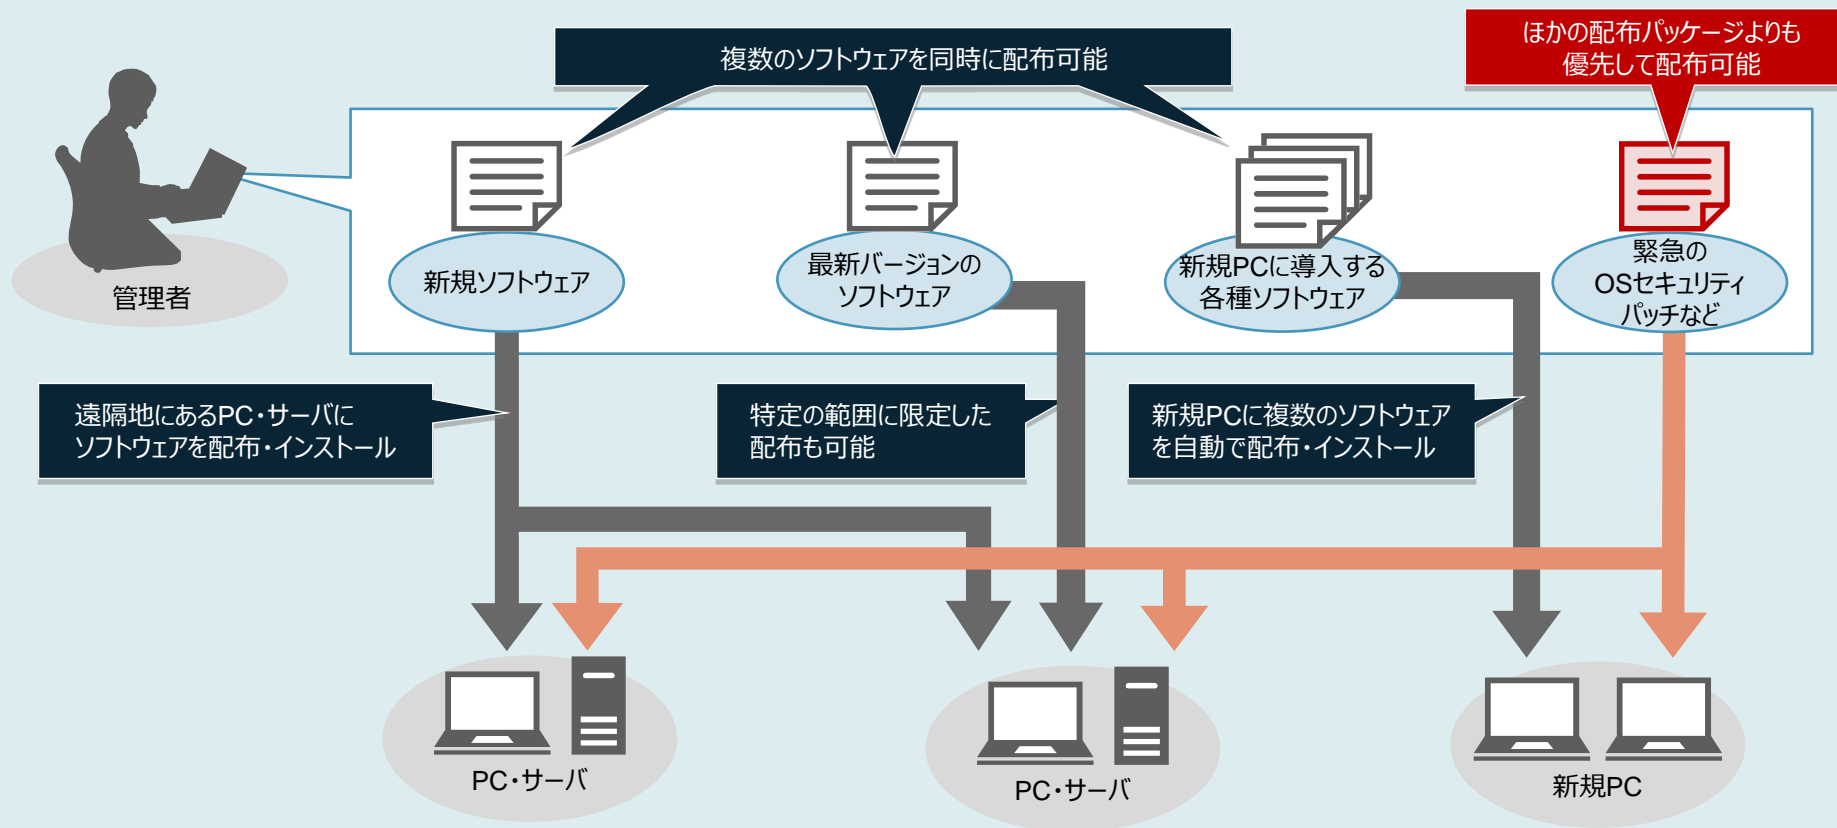 複数のソフトウェアを同時に配布可能
ほかの配布パッケージよりも
優先して配布可能
管理者
新規ソフトウェア
最新バージョンの
ソフトウェア
新規PCに導入する
各種ソフトウェア
緊急の
OSセキュリティ
パッチなど
遠隔地にあるPC・サーバに
ソフトウェアを配布・インストール
特定の範囲に限定した
配布も可能
新規PCに複数のソフトウェア
を自動で配布・インストール
PC・サーバ
PC・サーバ
新規PC